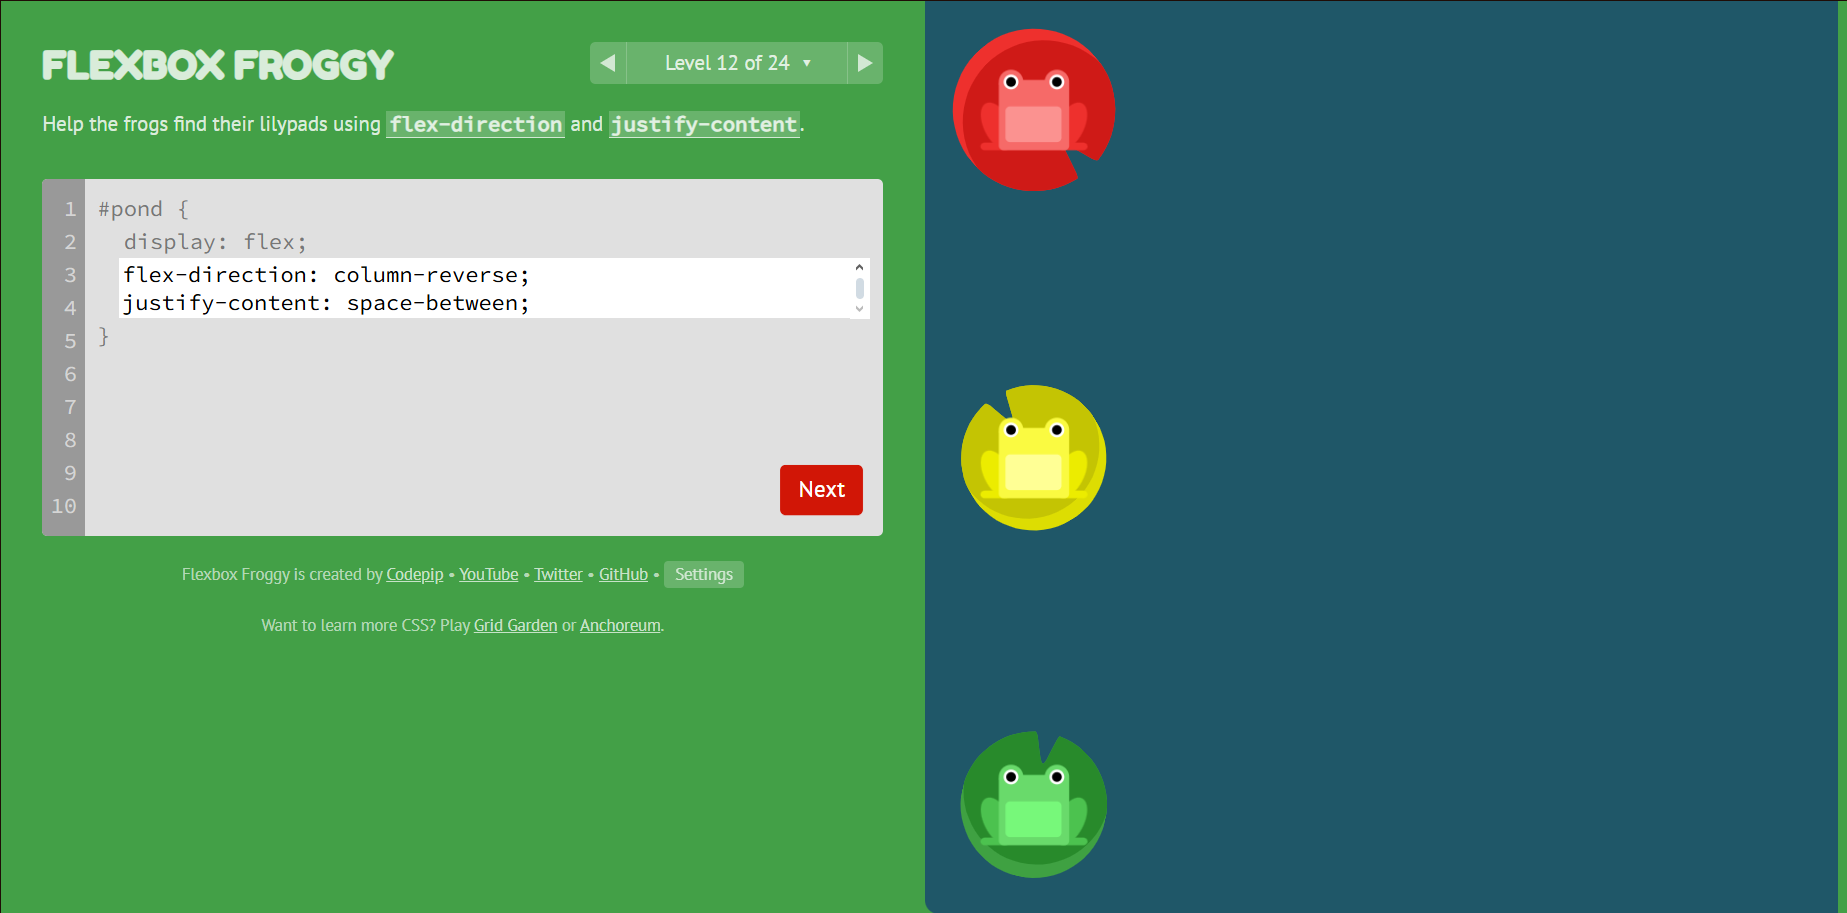 FLEXBOX FROGGY
Level 12 of 24
Help the frogs find their lilypads using flex-direction and justify-content.
1 #pond {
2 display: flex;
3 flex-direction: column-reverse;
4 justify-content: space-between;
5 }
6
7
8
9
10
Next
Flexbox Froggy is created by Codepip • YouTube • Twitter • GitHub • Settings
Want to learn more CSS? Play Grid Garden or Anchoreum.